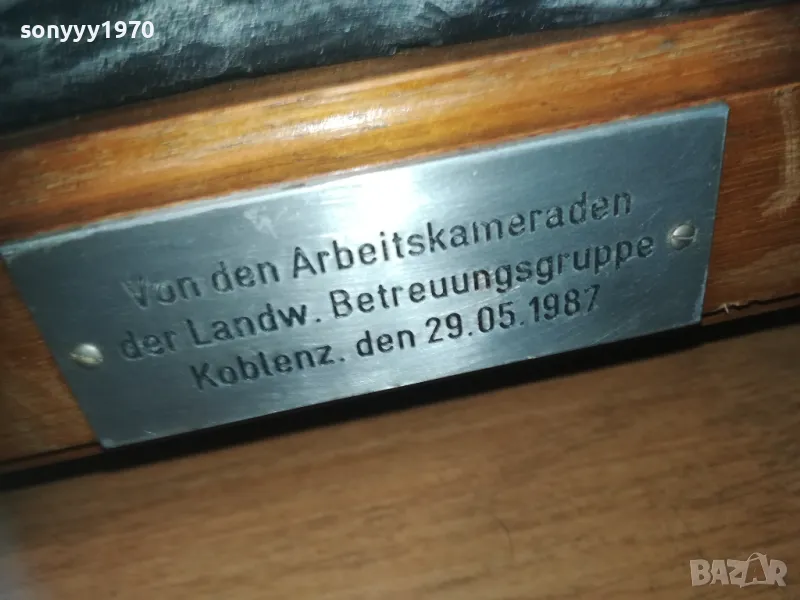 sonyyy1970
Von den Arbeitskameraden
der Landw. Betreuungsgruppe
Koblenz. den 29.05.1987
BAZAR